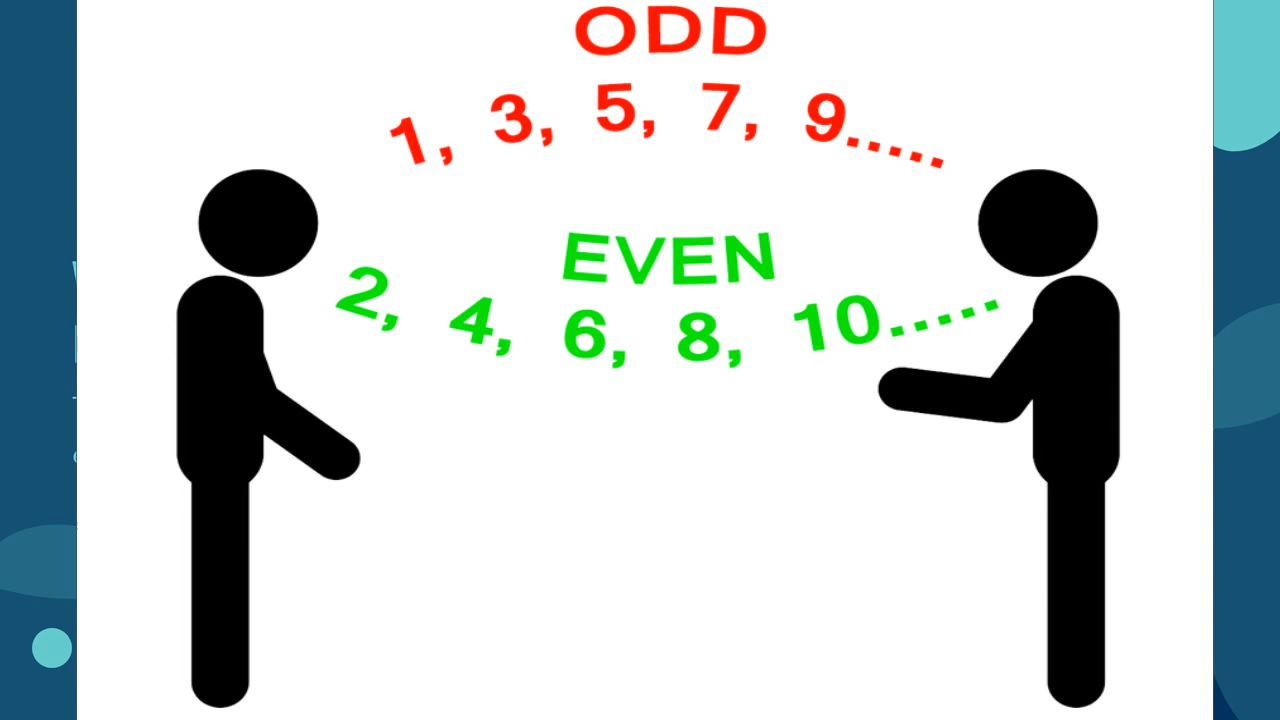 ODD
1, 3, 5, 7, 9.....
EVEN
2, 4, 6, 8, 10.....